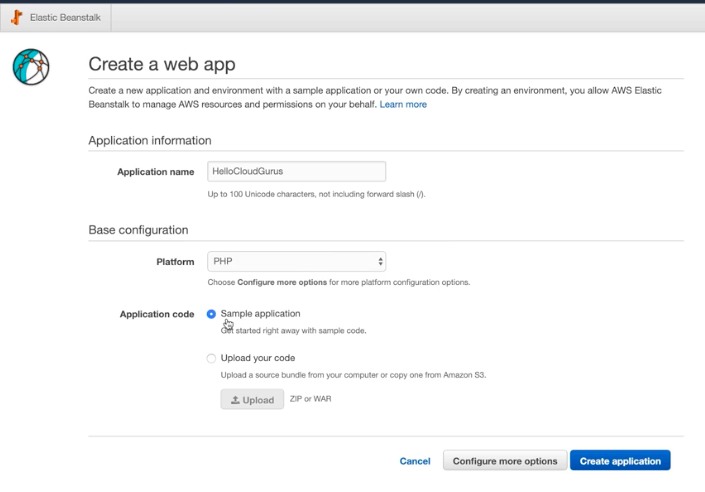 Elastic Beanstalk
Create a web app
Create a new application and environment with a sample application or your own code. By creating an environment, you allow AWS Elastic
Beanstalk to manage AWS resources and permissions on your behalf. Learn more
Application information
Application name HelloCloudGurus
Up to 100 Unicode characters, not including forward slash (/).
Base configuration
Platform PHP
Choose Configure more options for more platform configuration options.
Application code Sample application
Get started right away with sample code.
Upload your code
Upload a source bundle from your computer or copy one from Amazon S3.
Upload ZIP or WAR
Cancel Configure more options Create application